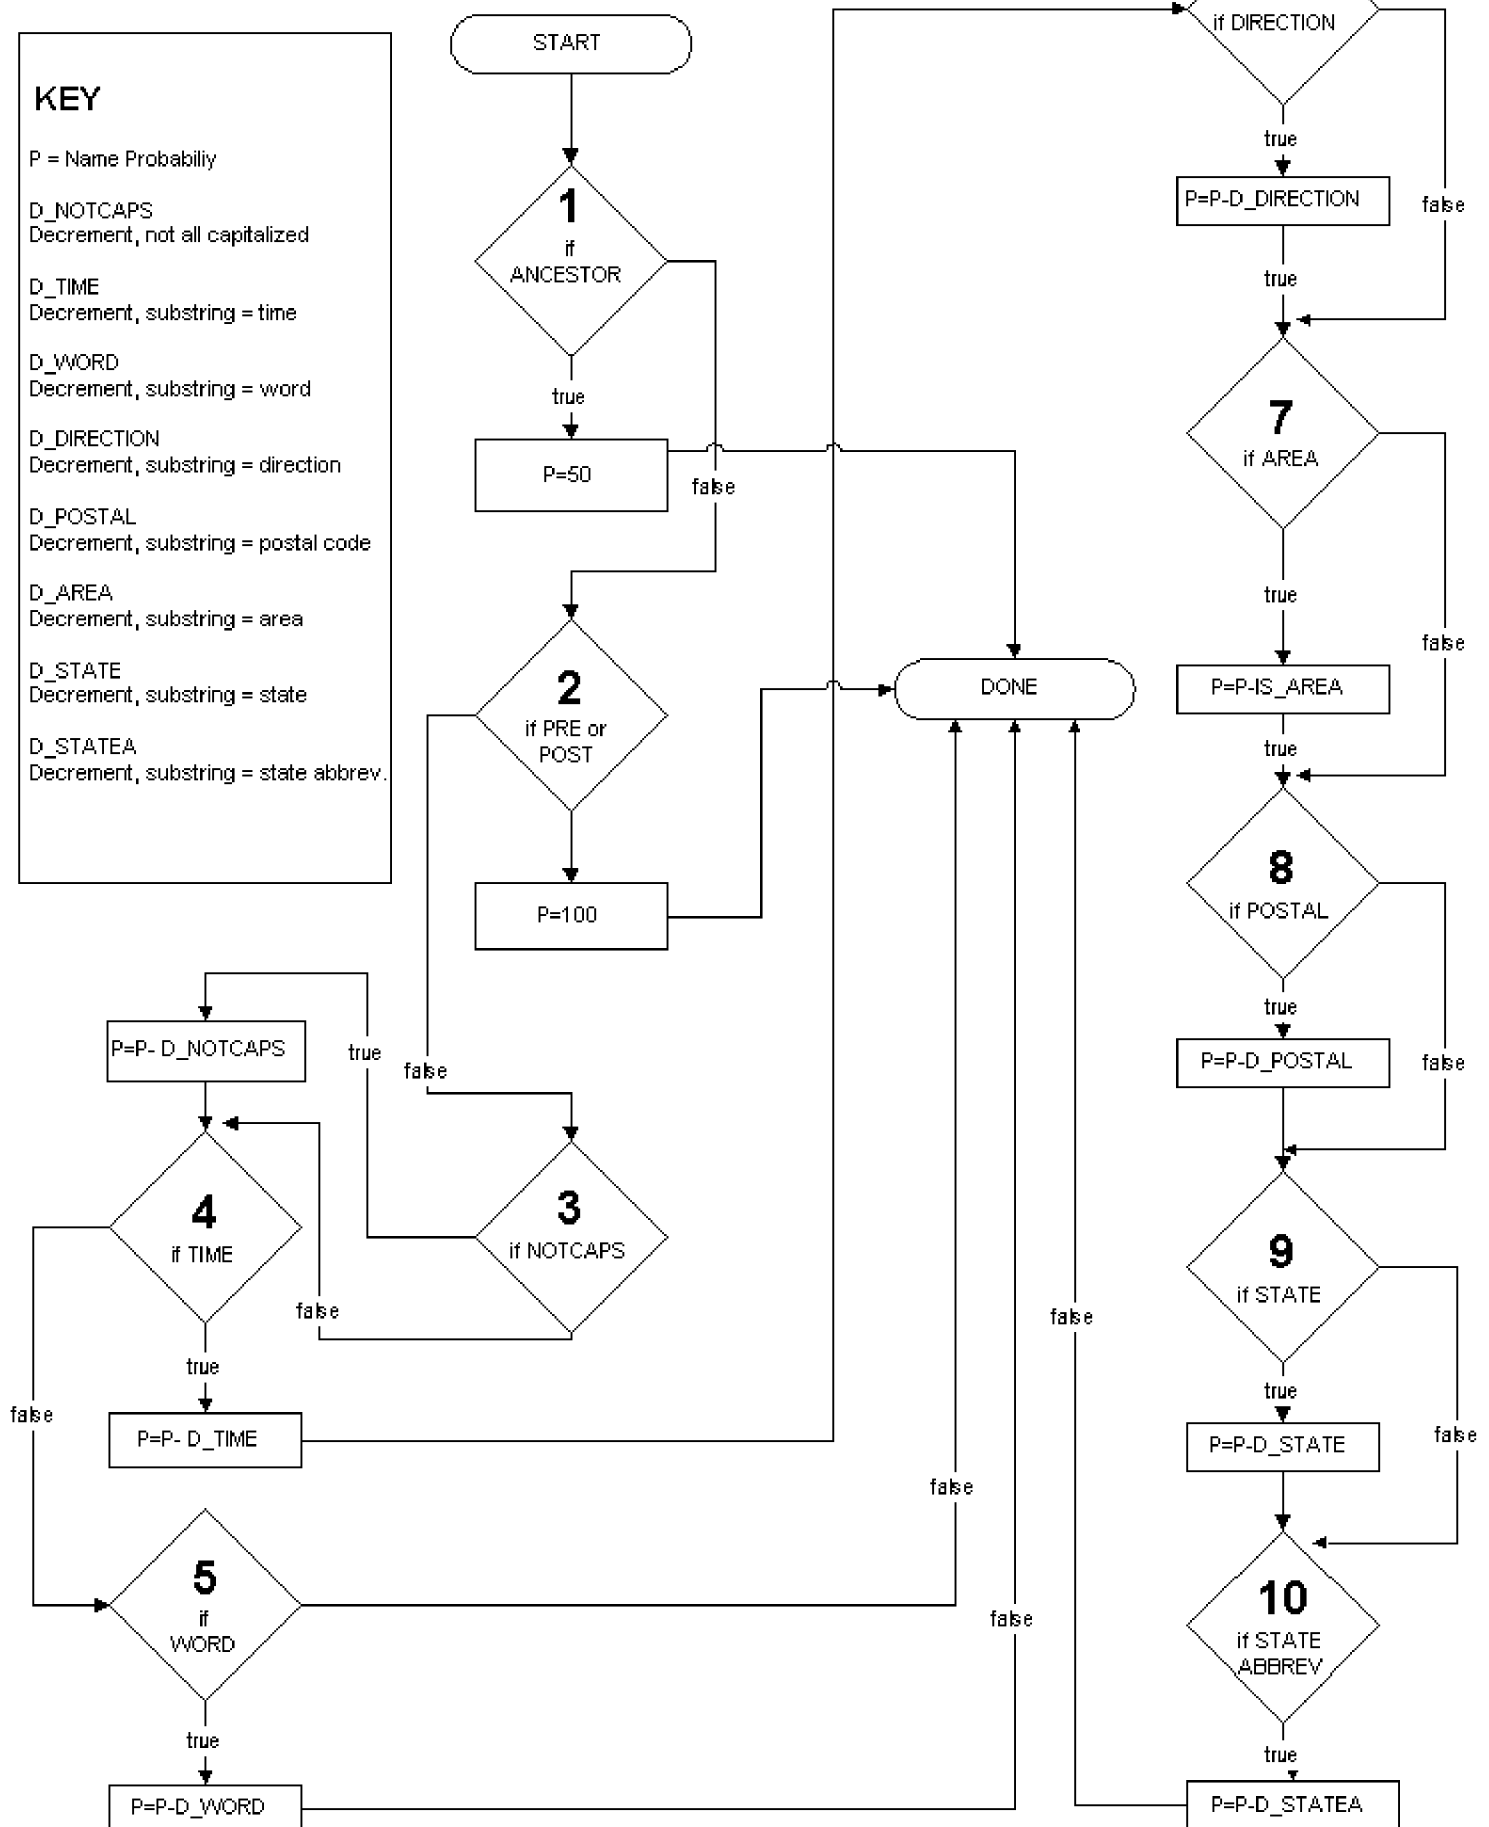 KEY
P = Name Probabiliy
D_NOTCAPS
Decrement, not all capitalized
D_TIME
Decrement, substring = time
D_WORD
Decrement, substring = word
D_DIRECTION
Decrement, substring = direction
D_POSTAL
Decrement, substring = postal code
D_AREA
Decrement, substring = area
D_STATE
Decrement, substring = state
D_STATEA
Decrement, substring = state abbrev.
START
1
if
ANCESTOR
true
P=50
false
2
if PRE or
POST
P=100
DONE
false
3
if NOTCAPS
true
P=P- D_NOTCAPS
false
4
if TIME
true
P=P- D_TIME
false
5
if
WORD
true
P=P-D_WORD
false
false
false
if DIRECTION
true
P=P-D_DIRECTION
false
true
7
if AREA
true
P=P-IS_AREA
false
true
8
if POSTAL
true
P=P-D_POSTAL
false
9
if STATE
true
P=P-D_STATE
false
10
if STATE
ABBREV
true
P=P-D_STATEA